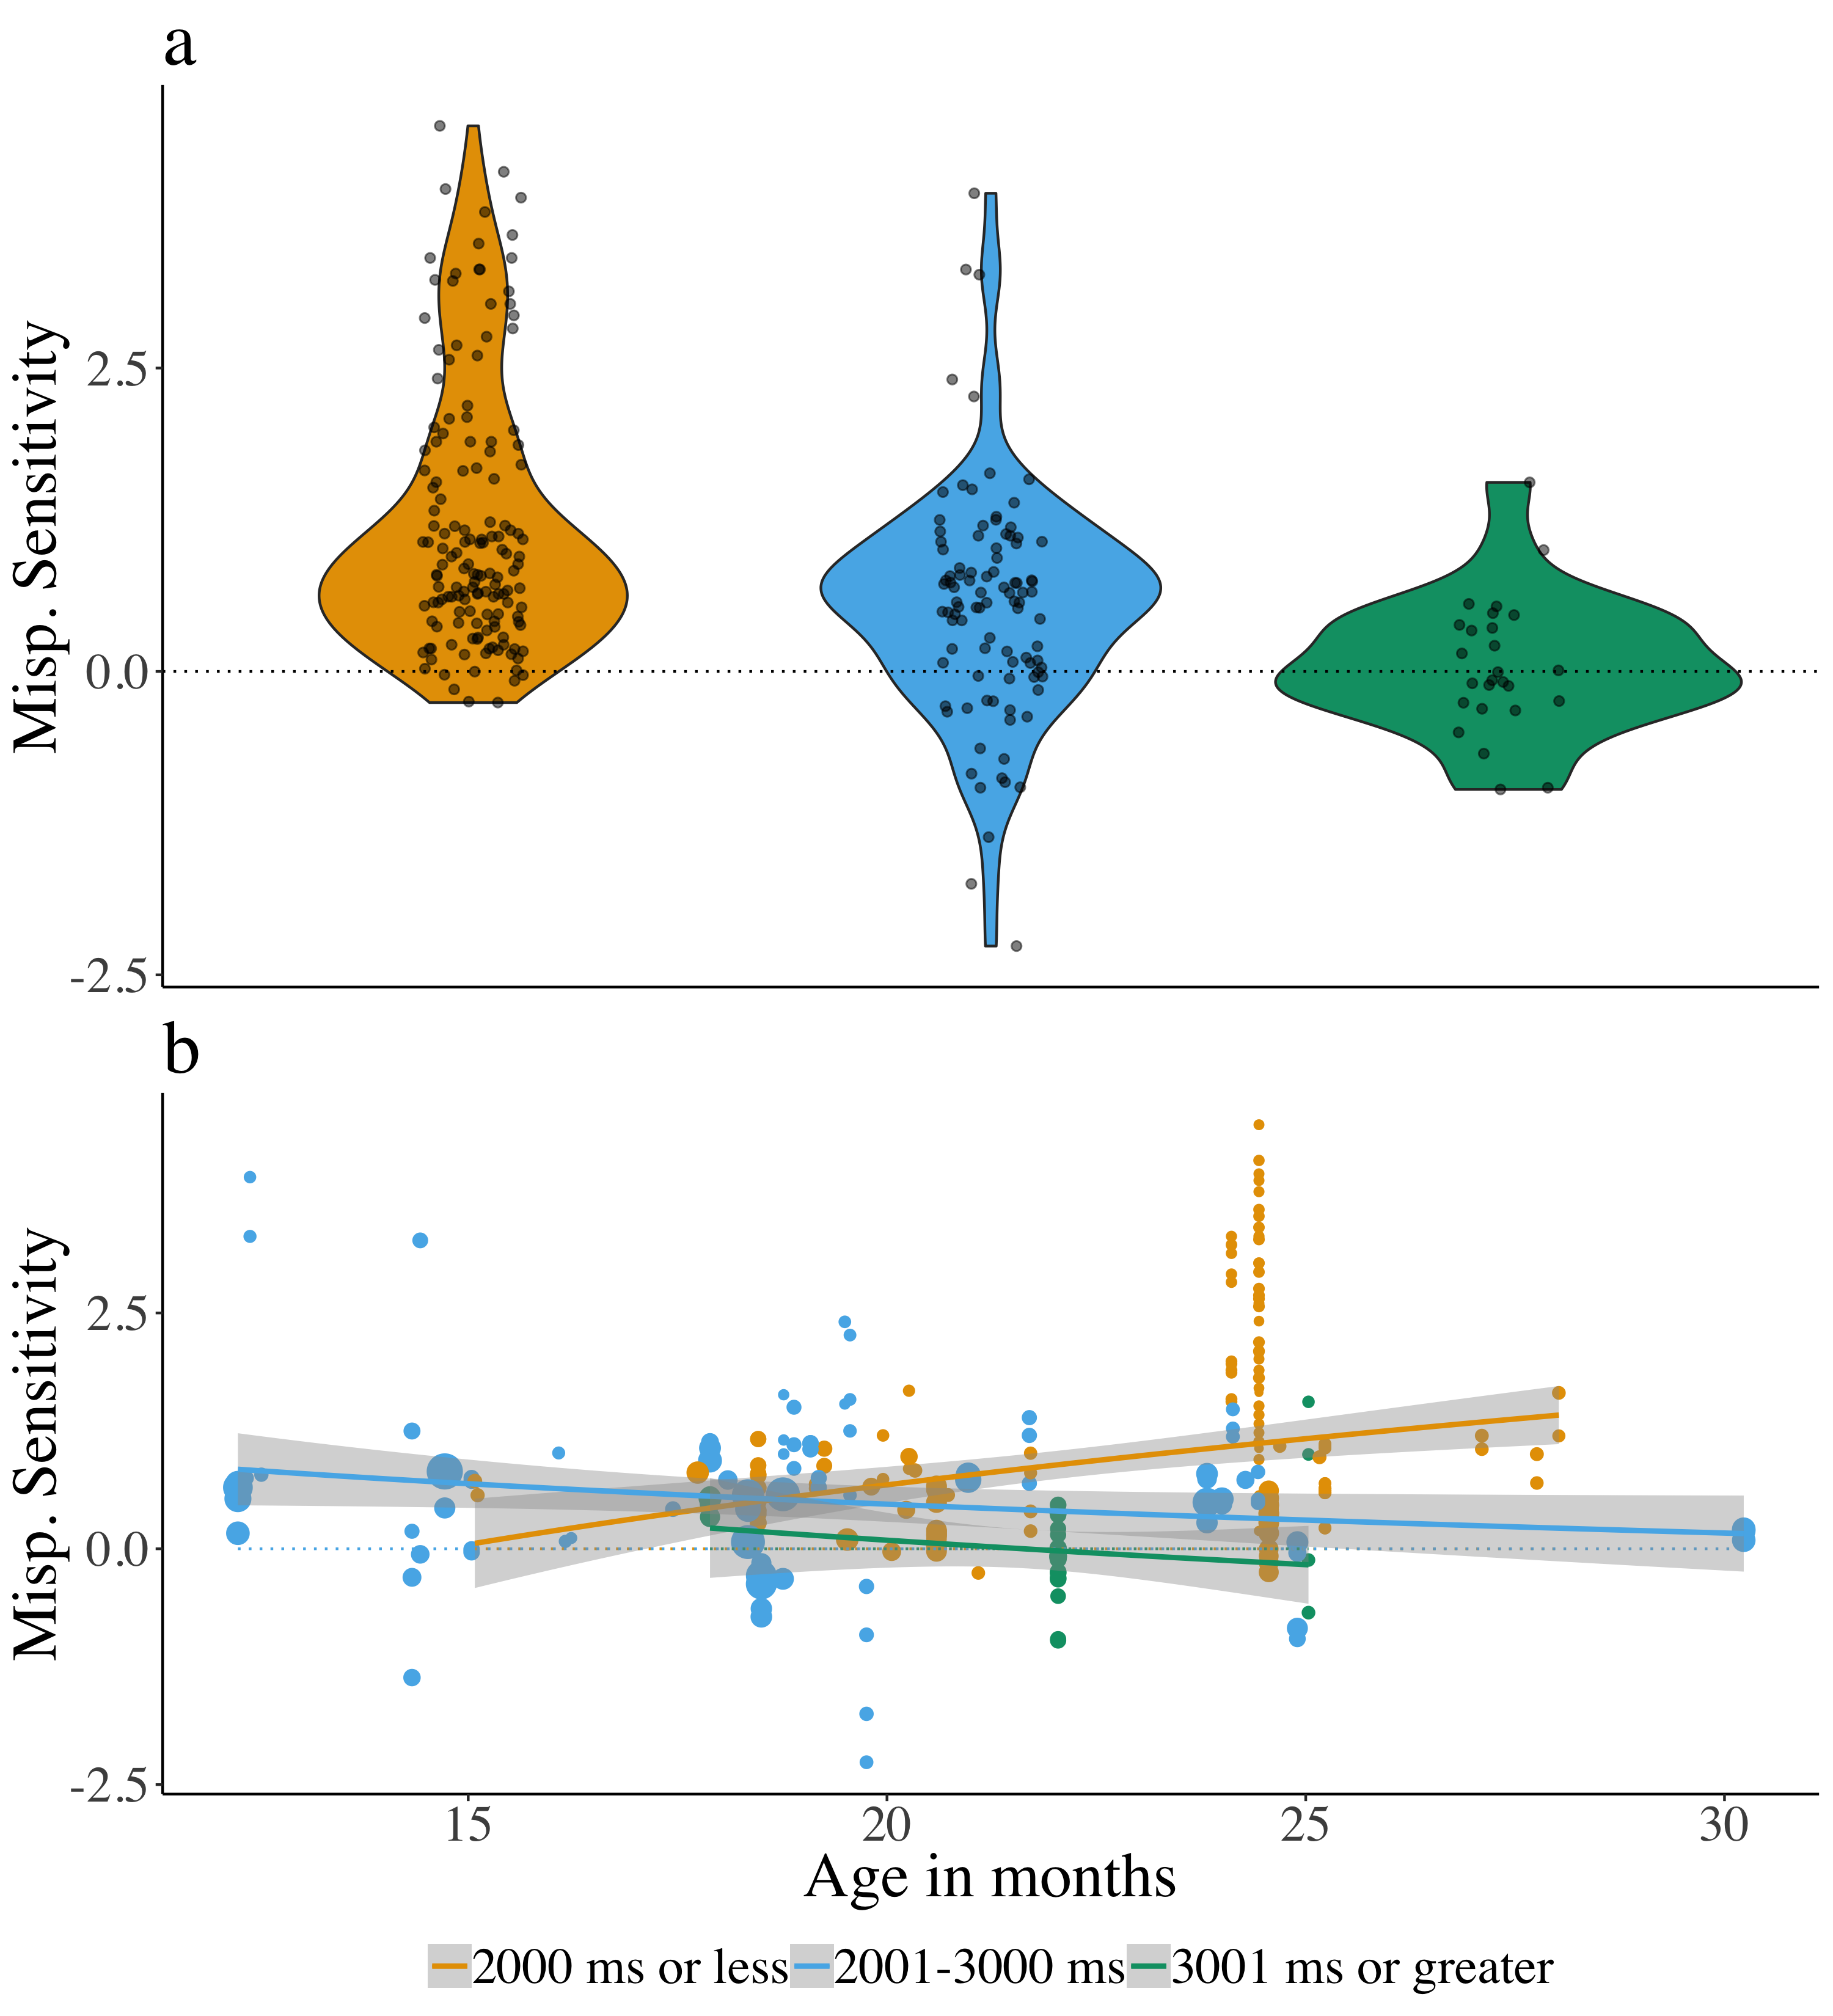 a
Misp. Sensitivity
2.5
0.0
-2.5
b
Misp. Sensitivity
2.5
0.0
-2.5
15 20 25 30
Age in months
2000 ms or less 2001-3000 ms 3001 ms or greater